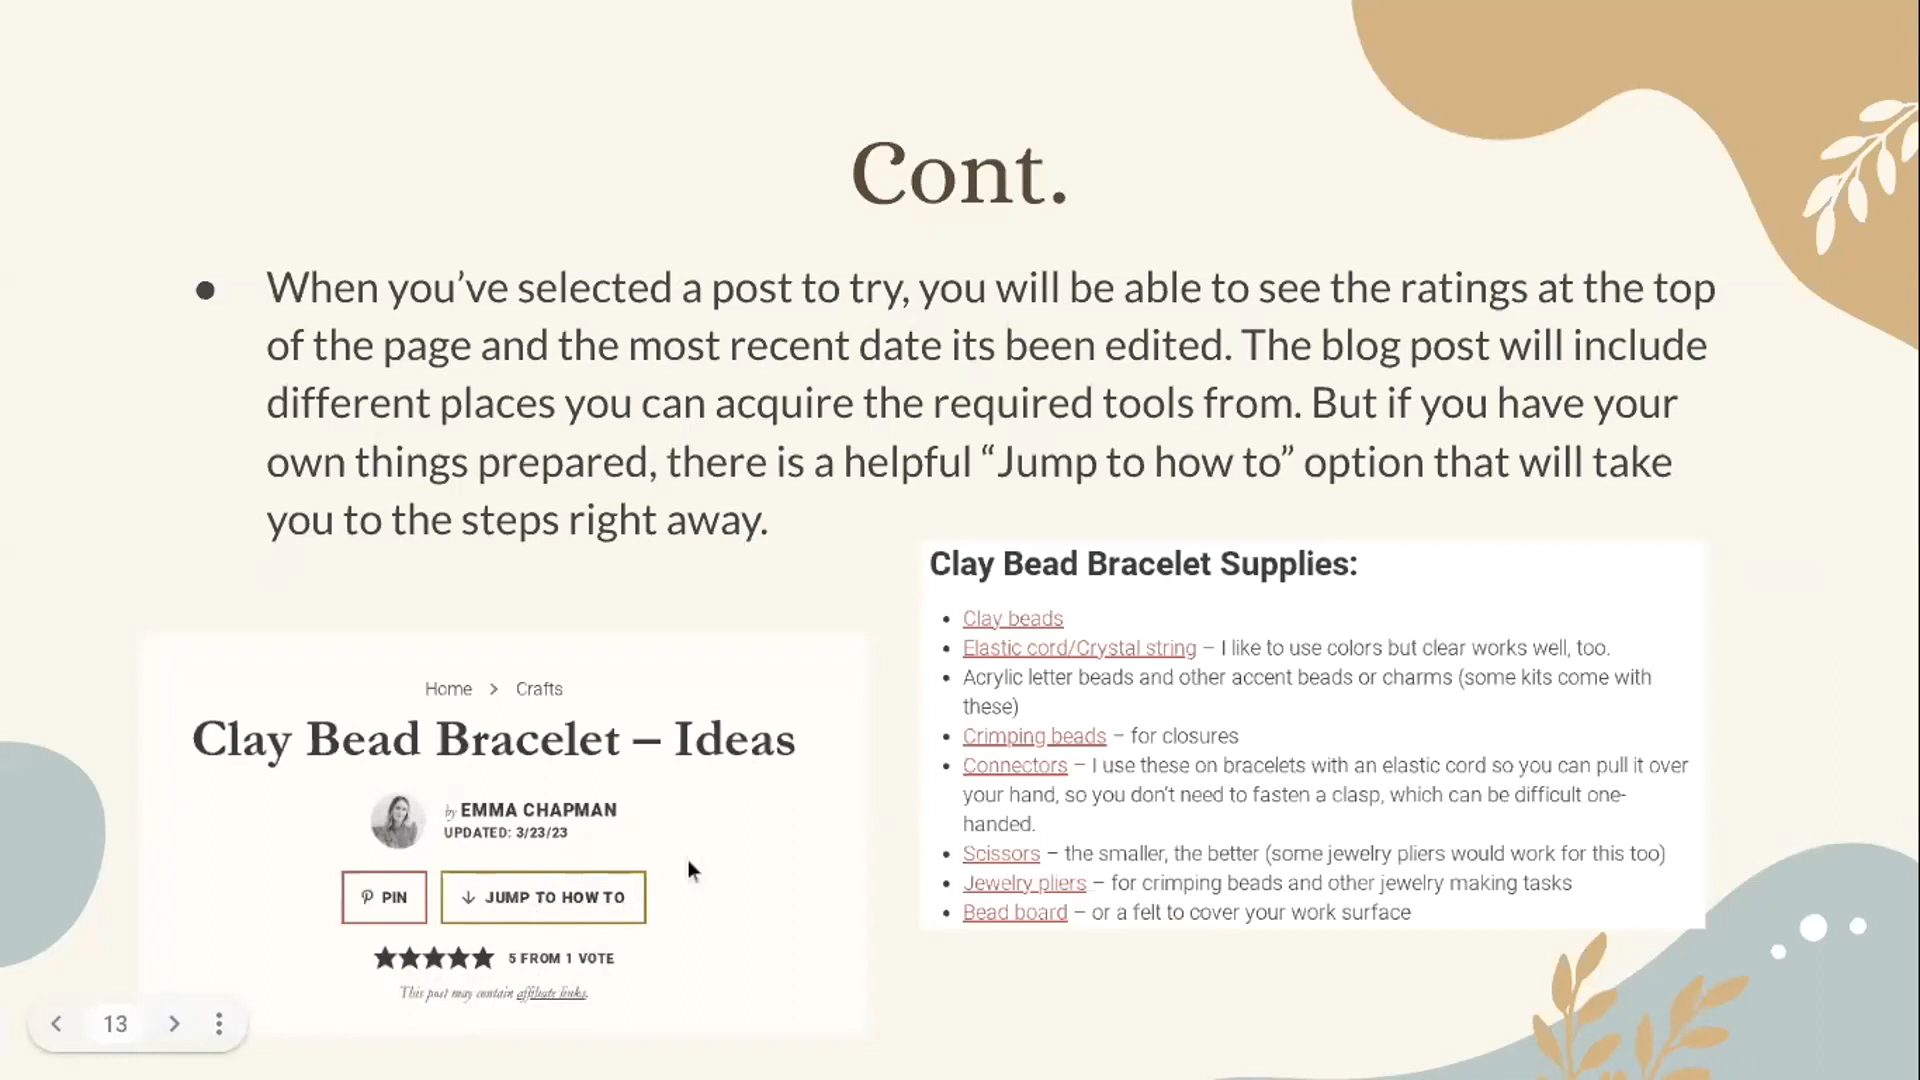 Cont.
● When you’ve selected a post to try, you will be able to see the ratings at the top
of the page and the most recent date its been edited. The blog post will include
different places you can acquire the required tools from. But if you have your
own things prepared, there is a helpful “Jump to how to” option that will take
you to the steps right away.
Home > Crafts
Clay Bead Bracelet – Ideas
by EMMA CHAPMAN
UPDATED: 3/23/23
PIN
JUMP TO HOW TO
5 FROM 1 VOTE
This post may contain affiliate links.
Clay Bead Bracelet Supplies:
• Clay beads
• Elastic cord/Crystal string – I like to use colors but clear works well, too.
• Acrylic letter beads and other accent beads or charms (some kits come with
these)
• Crimping beads – for closures
• Connectors – I use these on bracelets with an elastic cord so you can pull it over
your hand, so you don’t need to fasten a clasp, which can be difficult one-
handed.
• Scissors – the smaller, the better (some jewelry pliers would work for this too)
• Jewelry pliers – for crimping beads and other jewelry making tasks
• Bead board – or a felt to cover your work surface
13